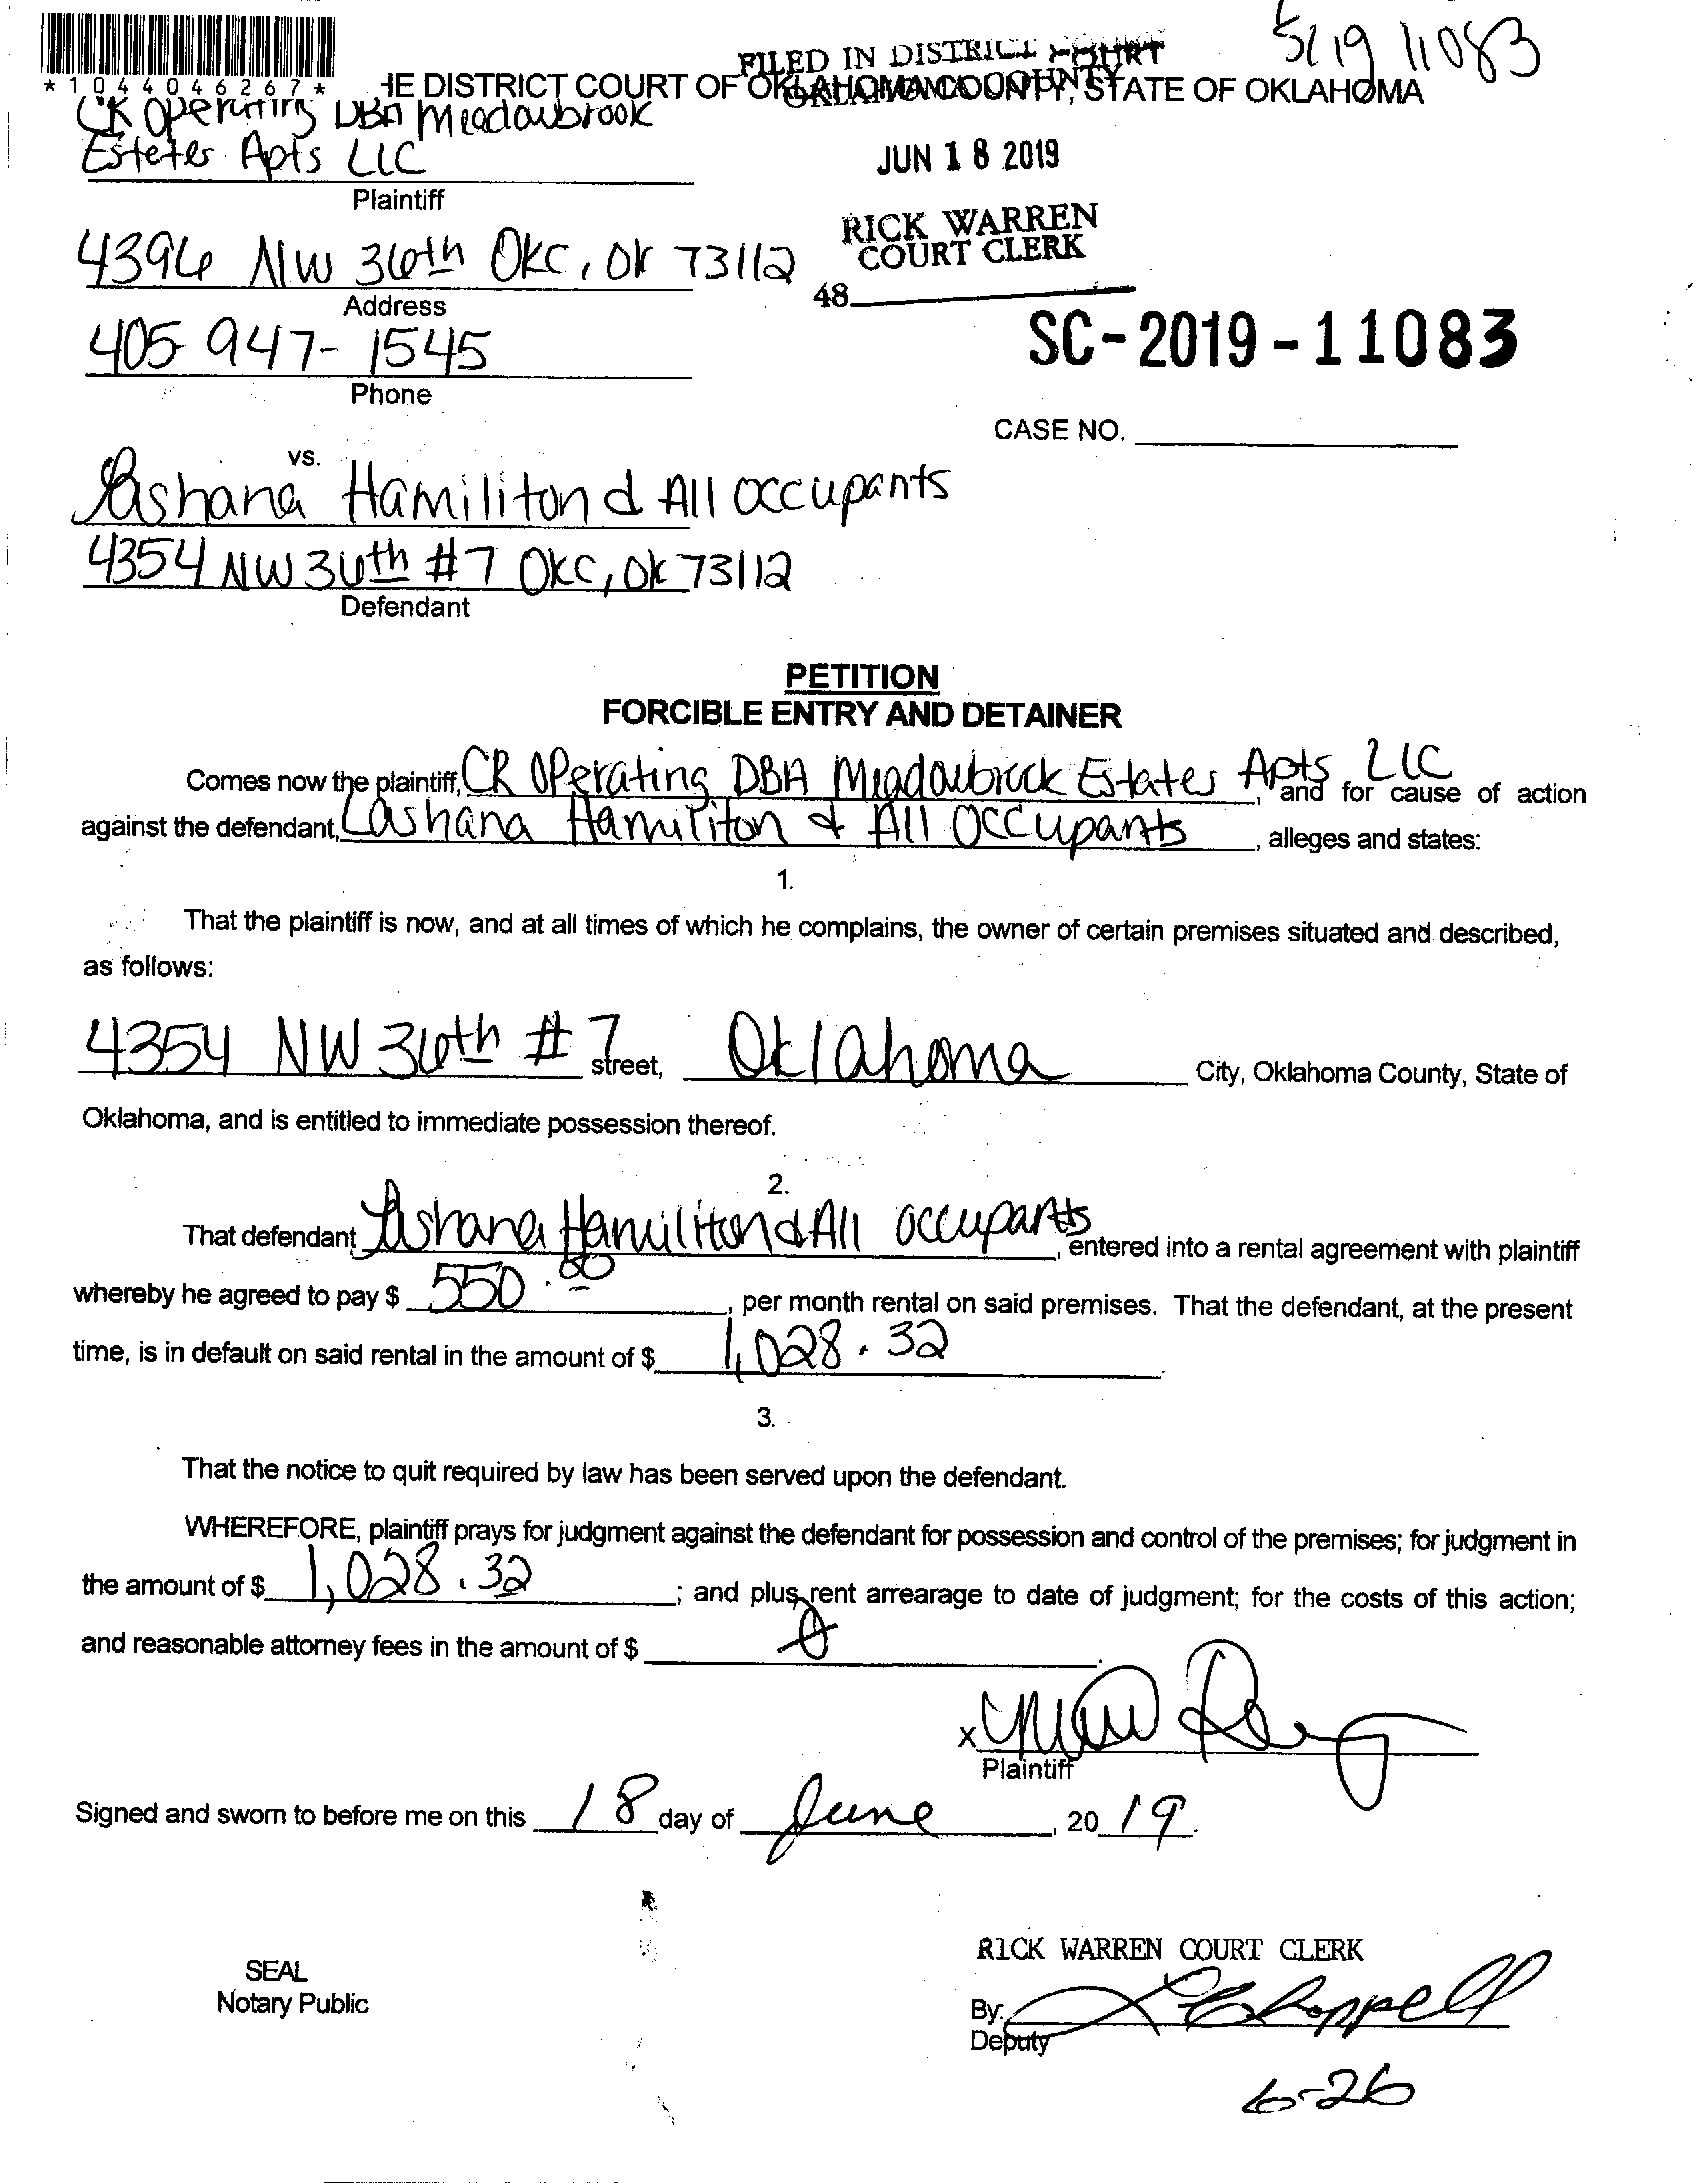 5c19 11083
FILED IN DISTRICT COURT
OKLAHOMA COUNTY
*1044046267*
HE DISTRICT COURT OF OKLAHOMA COUNTY, STATE OF OKLAHOMA
CR Operating DBA Meadowbrook
Estates Apts LLC
Plaintiff
JUN 18 2019
RICK WARREN
COURT CLERK
48
4396 NW 36th OKC, OK 73112
Address
405 947-1545
Phone
SC-2019-11083
CASE NO.
vs.
Lashana Hamiliton & All occupants
4354 NW 36th #7 OKC, OK 73112
Defendant
PETITION
FORCIBLE ENTRY AND DETAINER
Comes now the plaintiff, CR Operating DBA Meadowbrook Estates Apts LLC, and for cause of action
against the defendant, Lashana Hamiliton & All Occupants, alleges and states:
1.
That the plaintiff is now, and at all times of which he complains, the owner of certain premises situated and described,
as follows:
4354 NW 36th #7 street, Oklahoma City, Oklahoma County, State of
Oklahoma, and is entitled to immediate possession thereof.
2.
That defendant Lashana Hamiliton & All occupants, entered into a rental agreement with plaintiff
whereby he agreed to pay $ 550.00, per month rental on said premises. That the defendant, at the present
time, is in default on said rental in the amount of $ 1,028.32
3.
That the notice to quit required by law has been served upon the defendant.
WHEREFORE, plaintiff prays for judgment against the defendant for possession and control of the premises; for judgment in
the amount of $ 1,028.32; and plus rent arrearage to date of judgment; for the costs of this action;
and reasonable attorney fees in the amount of $ 0.
x
Plaintiff
Signed and sworn to before me on this 18 day of June, 2019.
SEAL
Notary Public
RICK WARREN COURT CLERK
By: Chappell
Deputy
6-26